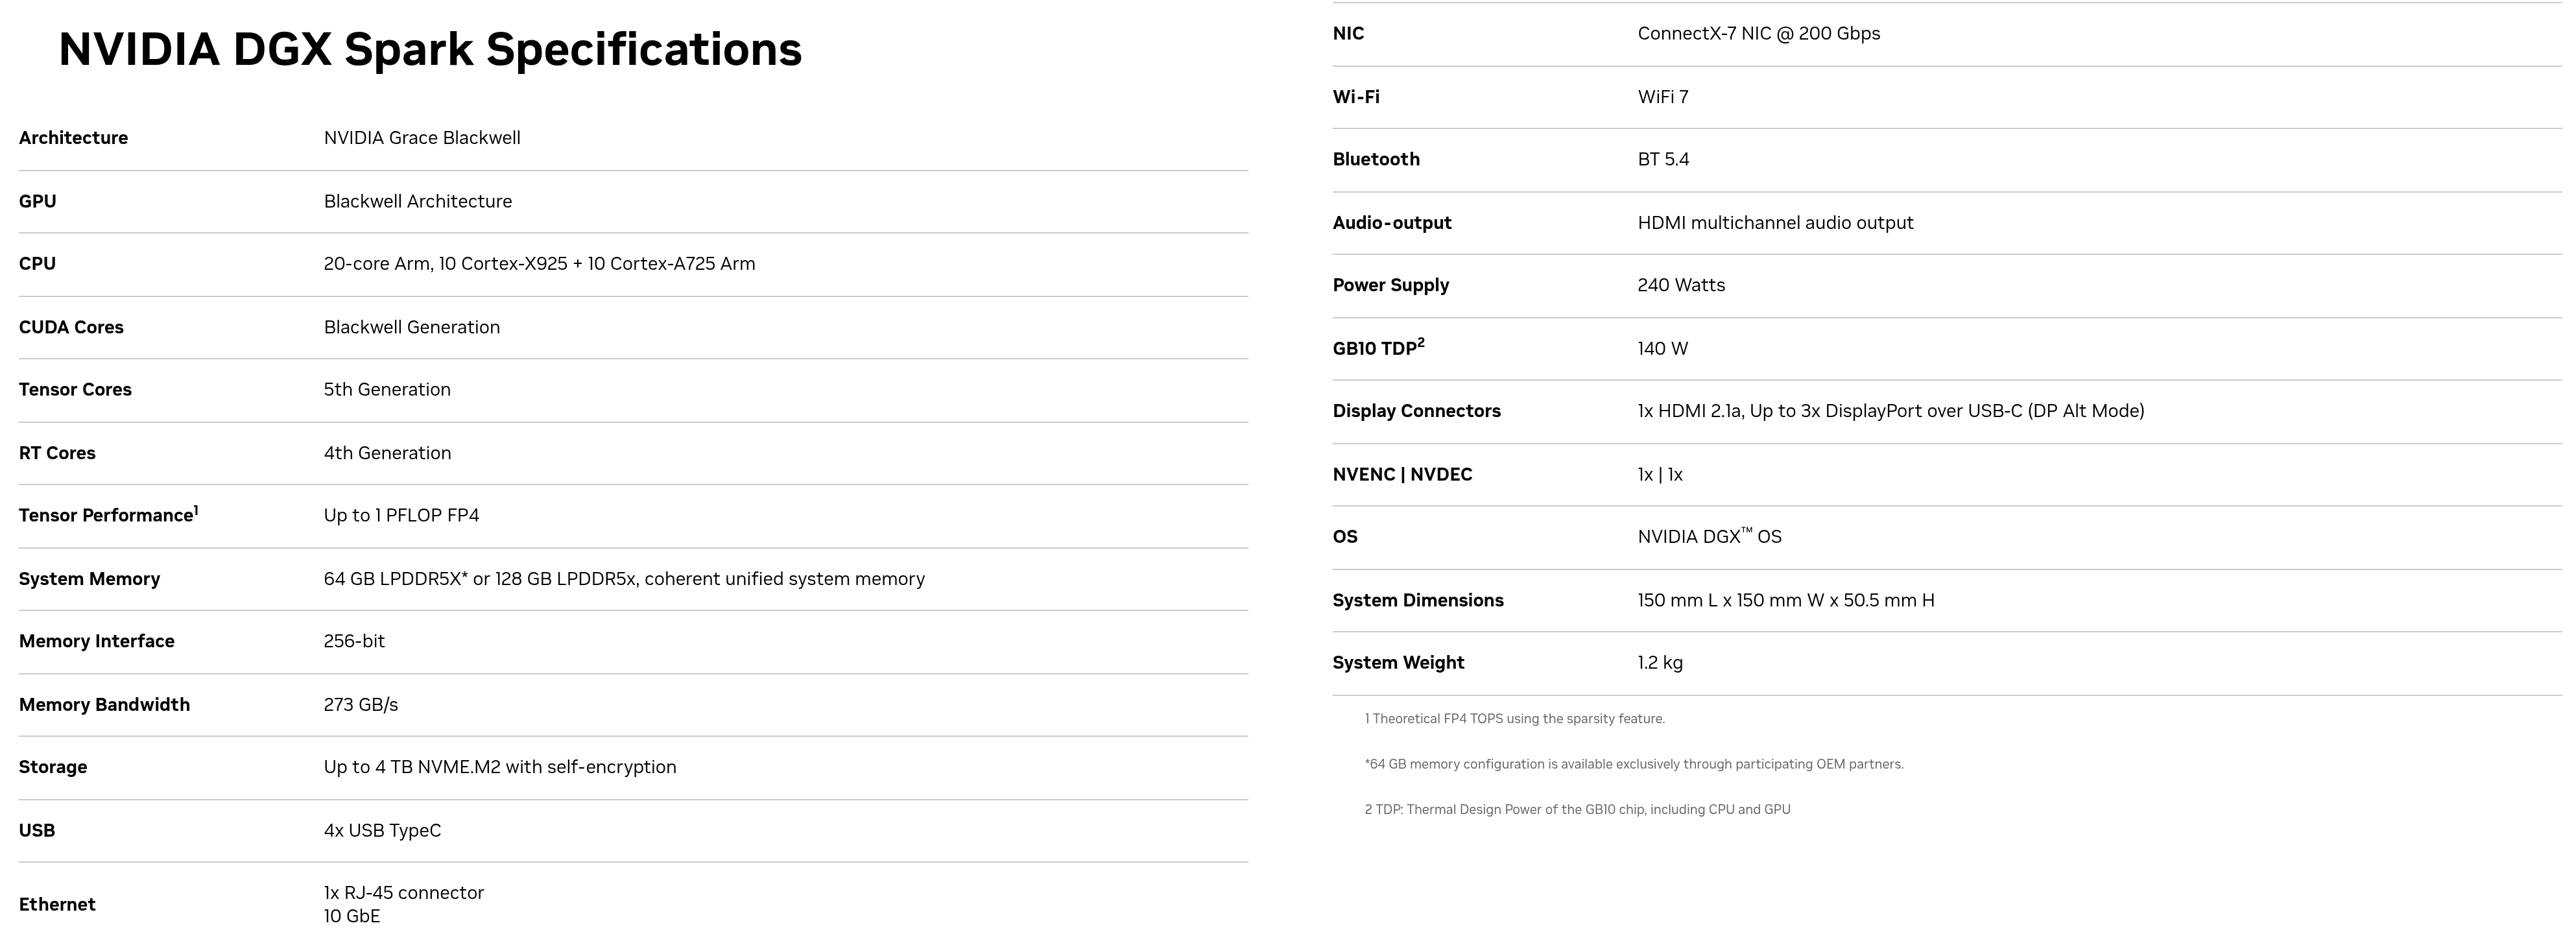 NVIDIA DGX Spark Specifications
Architecture NVIDIA Grace Blackwell
GPU Blackwell Architecture
CPU 20-core Arm, 10 Cortex-X925 + 10 Cortex-A725 Arm
CUDA Cores Blackwell Generation
Tensor Cores 5th Generation
RT Cores 4th Generation
Tensor Performance¹ Up to 1 PFLOP FP4
System Memory 64 GB LPDDR5X* or 128 GB LPDDR5x, coherent unified system memory
Memory Interface 256-bit
Memory Bandwidth 273 GB/s
Storage Up to 4 TB NVME.M2 with self-encryption
USB 4x USB TypeC
Ethernet 1x RJ-45 connector
10 GbE
NIC ConnectX-7 NIC @ 200 Gbps
Wi-Fi WiFi 7
Bluetooth BT 5.4
Audio-output HDMI multichannel audio output
Power Supply 240 Watts
GB10 TDP² 140 W
Display Connectors 1x HDMI 2.1a, Up to 3x DisplayPort over USB-C (DP Alt Mode)
NVENC | NVDEC 1x | 1x
OS NVIDIA DGX™ OS
System Dimensions 150 mm L x 150 mm W x 50.5 mm H
System Weight 1.2 kg
1 Theoretical FP4 TOPS using the sparsity feature.
*64 GB memory configuration is available exclusively through participating OEM partners.
2 TDP: Thermal Design Power of the GB10 chip, including CPU and GPU